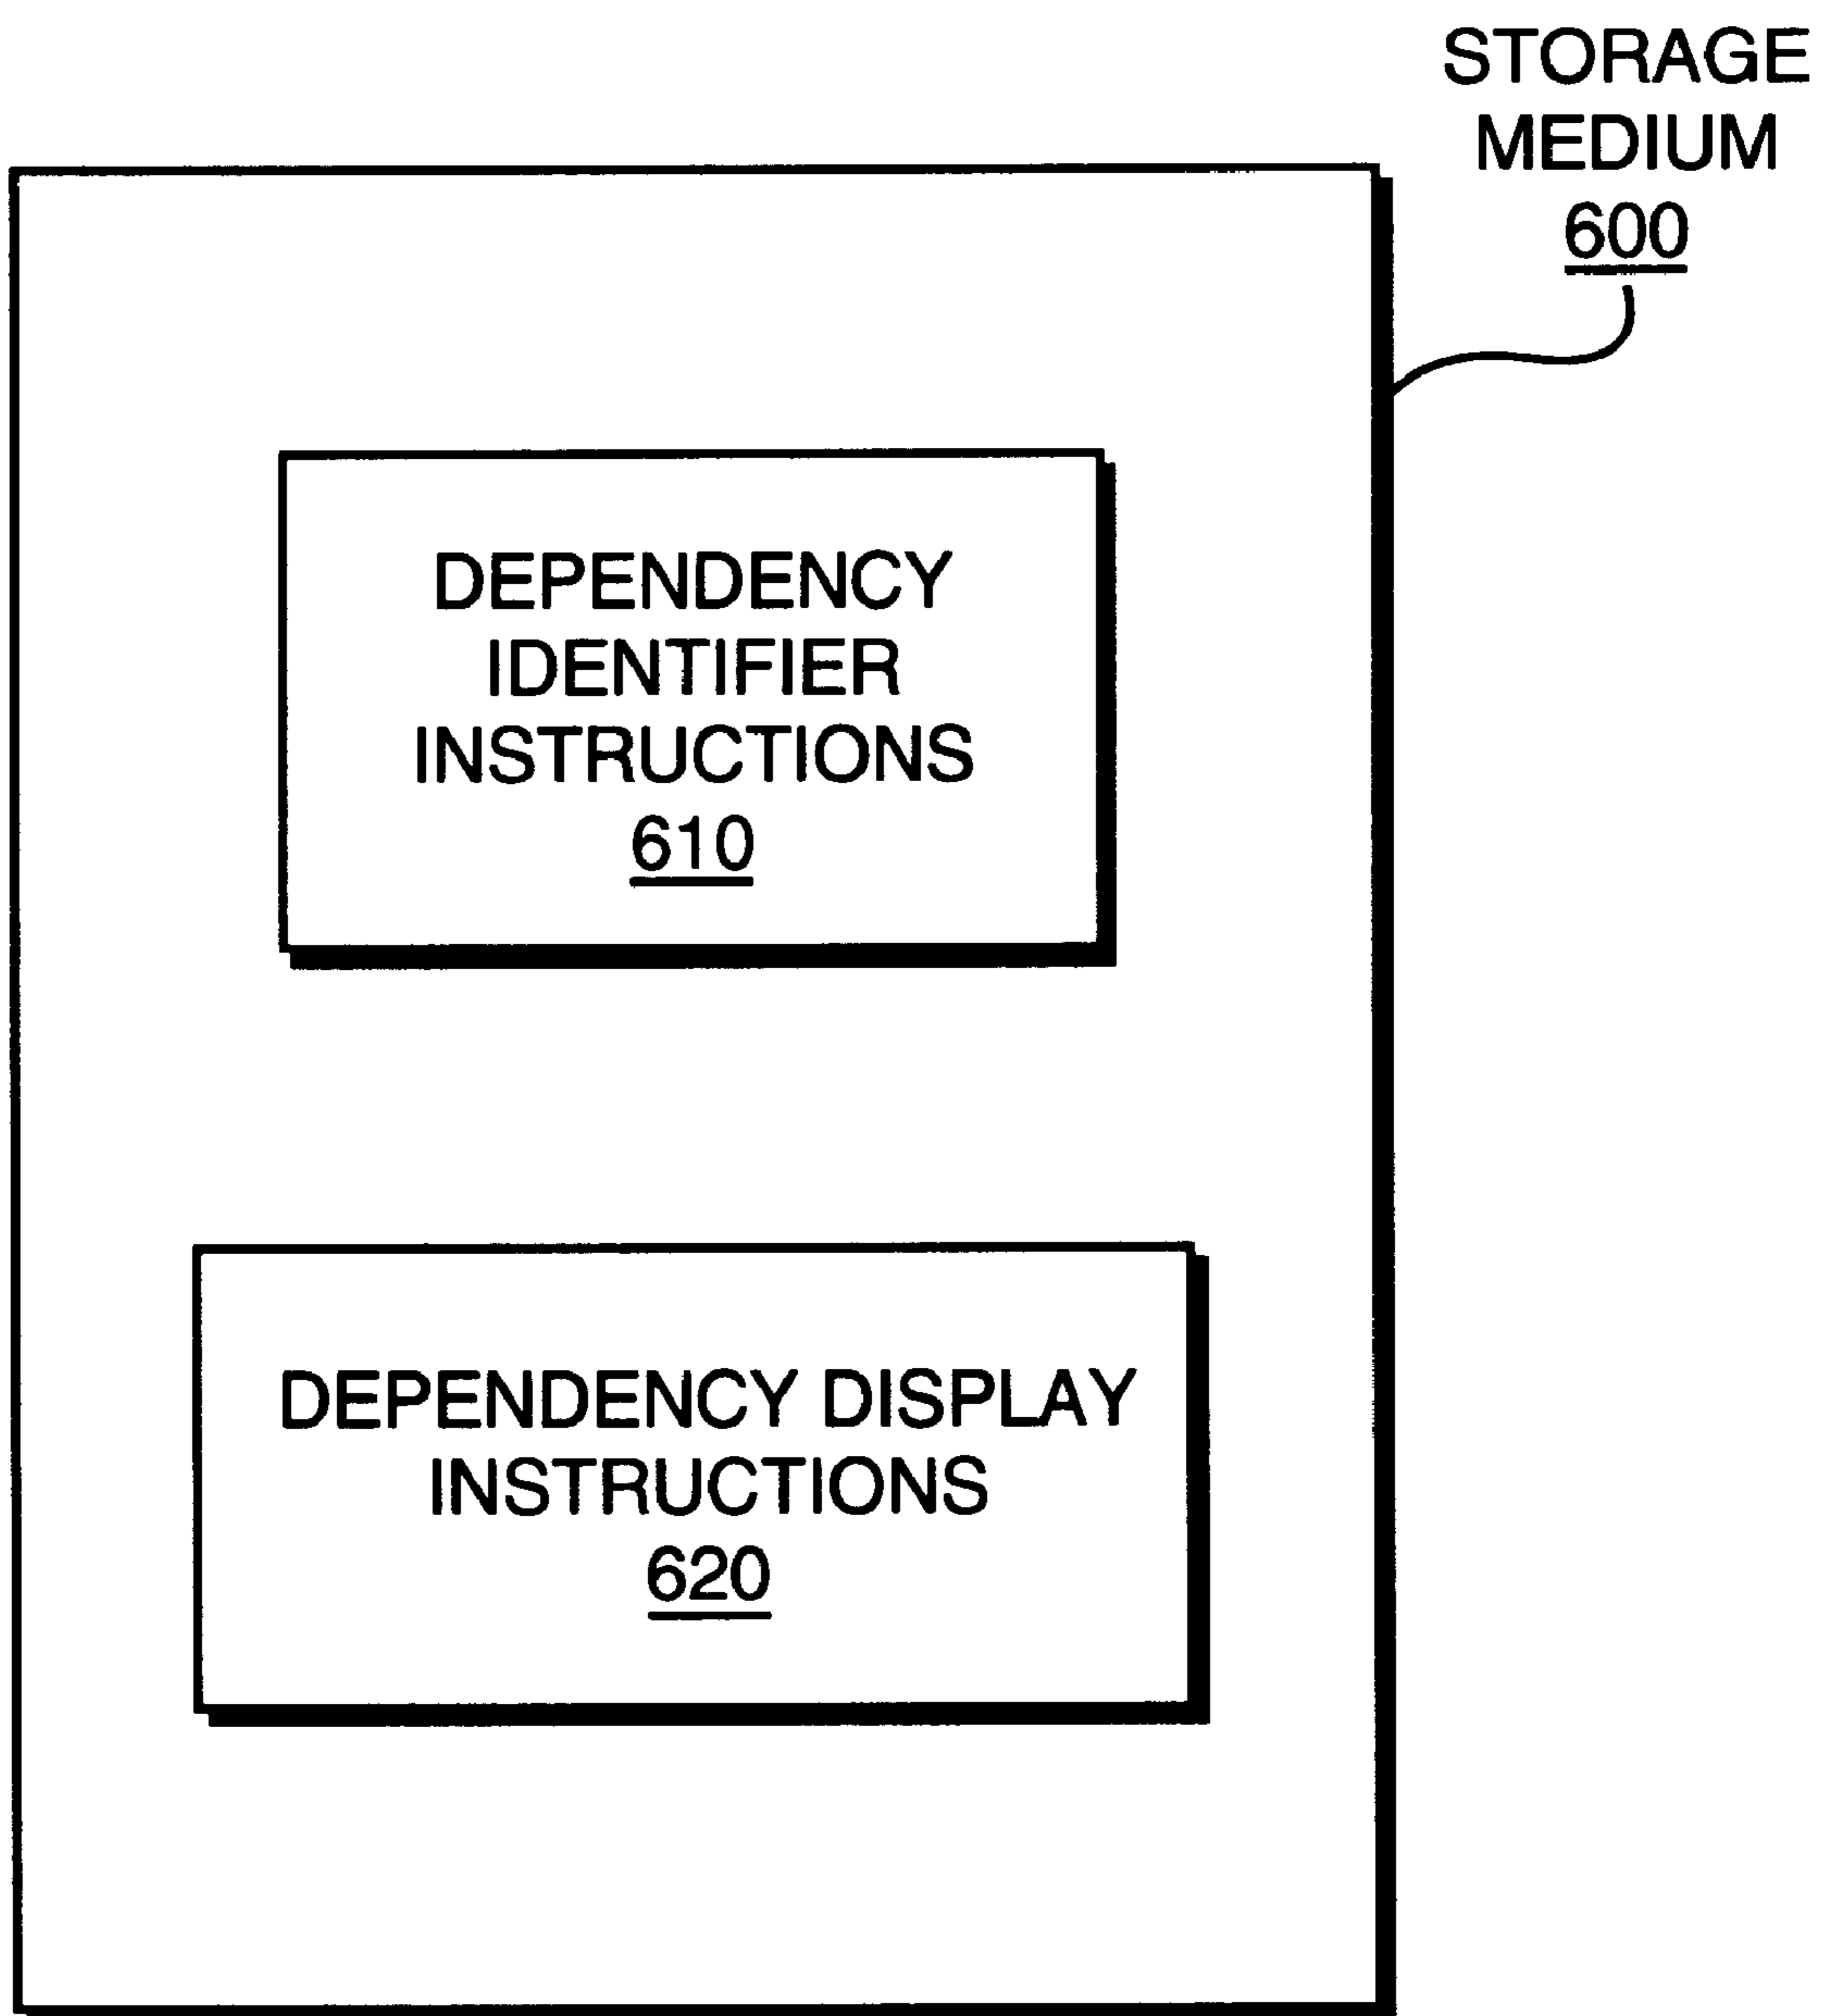 STORAGE
MEDIUM
600
DEPENDENCY
IDENTIFIER
INSTRUCTIONS
610
DEPENDENCY DISPLAY
INSTRUCTIONS
620